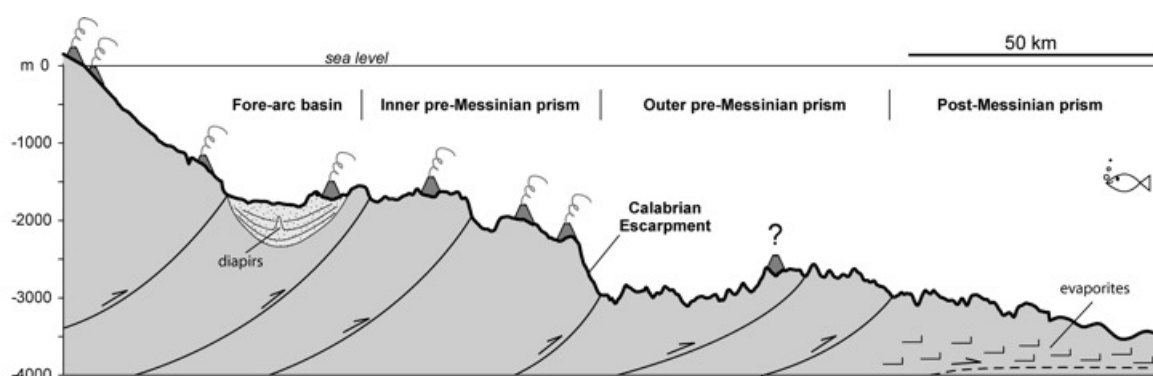 50 km
sea level
m 0
Fore-arc basin
Inner pre-Messinian prism
Outer pre-Messinian prism
Post-Messinian prism
-1000
-2000
Calabrian
Escarpment
?
diapirs
-3000
evaporites
-4000